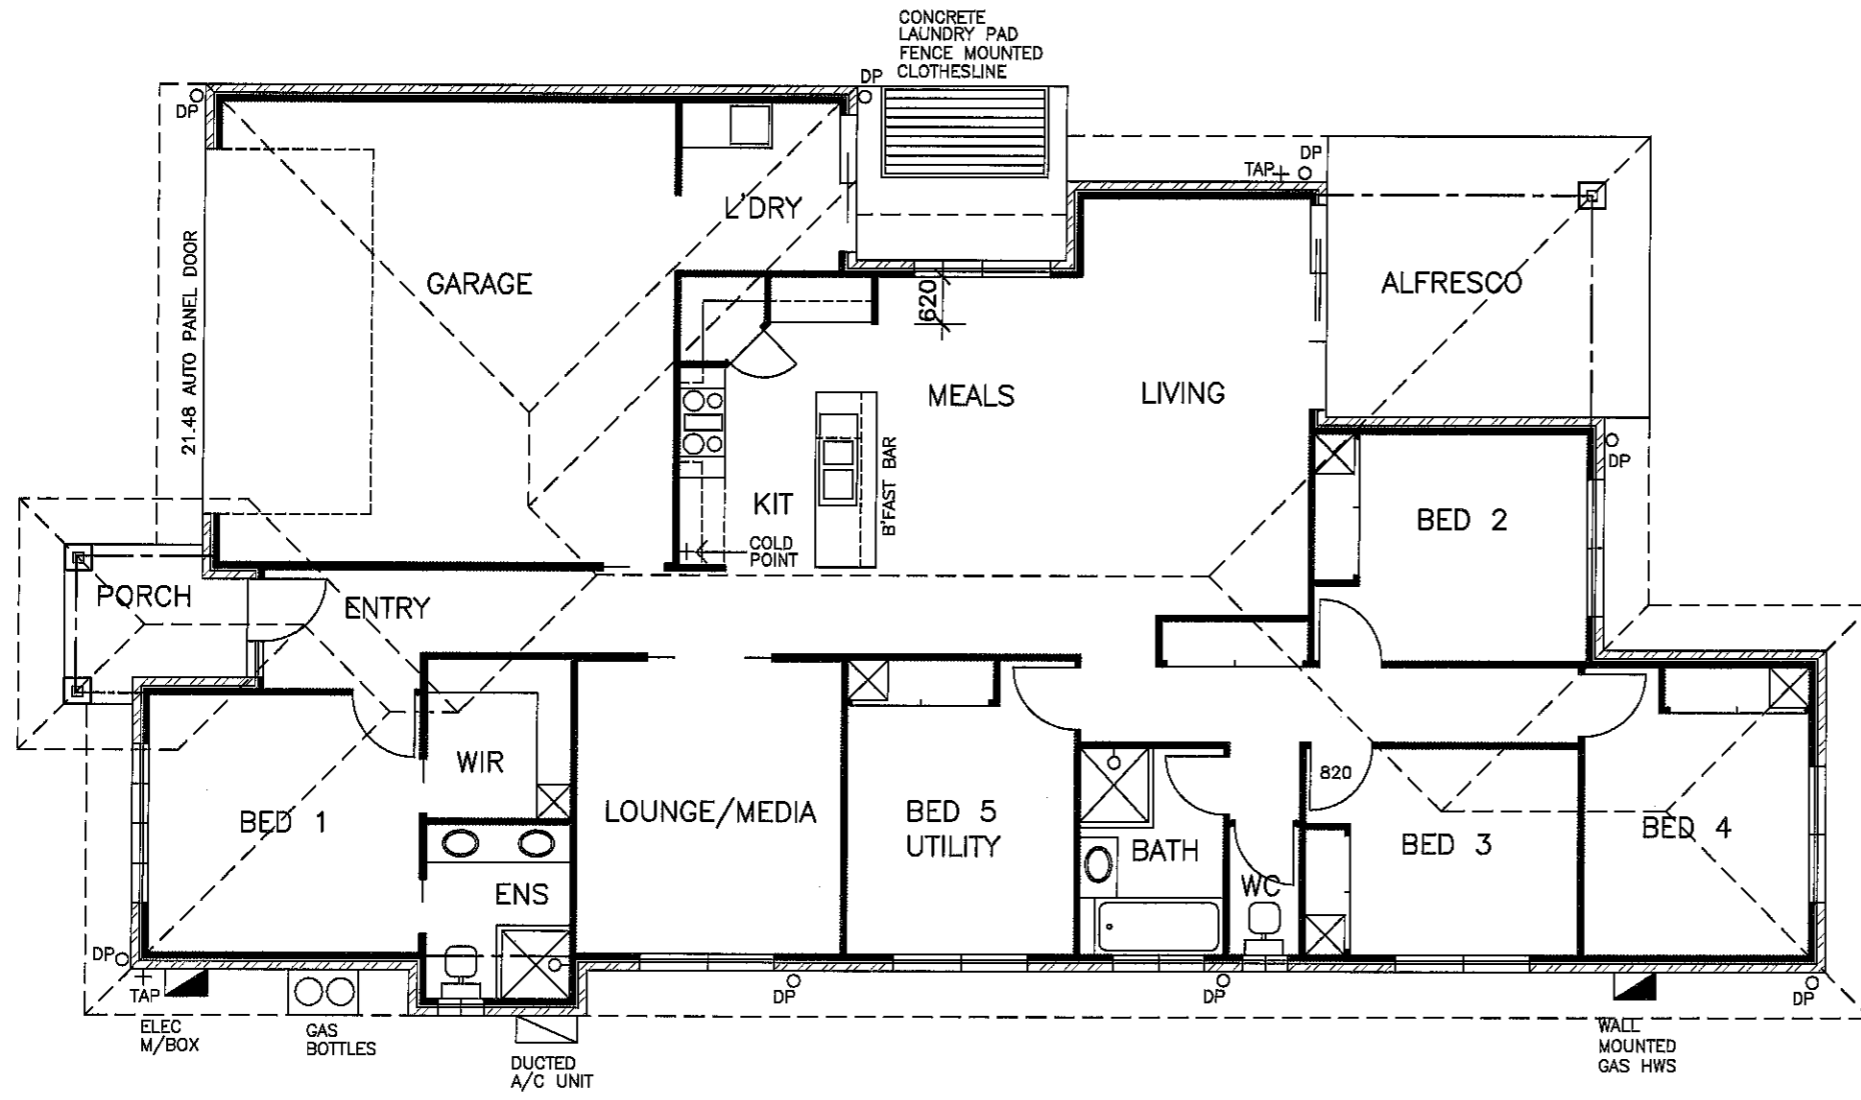 CONCRETE
LAUNDRY PAD
FENCE MOUNTED
CLOTHESLINE
DP
DP
TAP
DP
L'DRY
GARAGE
21.48 AUTO PANEL DOOR
620
ALFRESCO
MEALS
LIVING
DP
KIT
B'FAST BAR
BED 2
COLD
POINT
PORCH
ENTRY
WIR
820
BED 1
LOUNGE/MEDIA
BED 5
UTILITY
BATH
BED 3
BED 4
ENS
WC
DP
TAP
DP
DP
DP
ELEC
M/BOX
GAS
BOTTLES
DUCTED
A/C UNIT
WALL
MOUNTED
GAS HWS